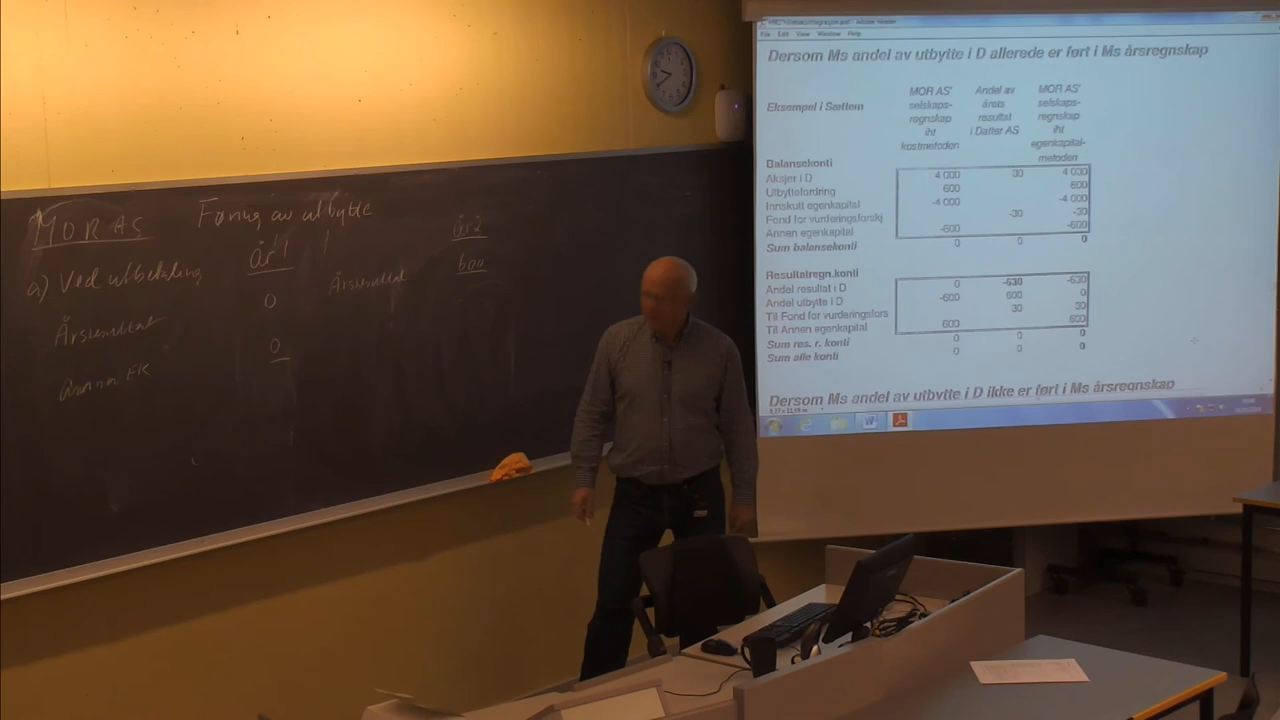 MOR AS Føring av utbytte
År 1
år 2
a) Ved utbetaling
0
Årsresultat
600
Årsresultat
0
Annen EK
File Edit View Window Help
Dersom Ms andel av utbytte i D allerede er ført i Ms årsregnskap
Eksempel i Sættem
MOR AS' selskaps-regnskap iht kostmetoden
Andel av årets resultat i Datter AS
MOR AS' selskaps-regnskap iht egenkapital-metoden
Balansekonti
Aksjer i D 4 000 30 4 030
Utbyttefordring 600 600
Innskutt egenkapital -4 000 -4 000
Fond for vurderingsforskj -30 -30
Annen egenkapital -600 -600
Sum balansekonti 0 0 0
Resultatregn.konti
Andel resultat i D 0 -630 -630
Andel utbytte i D -600 600 0
Til Fond for vurderingsfors 30 30
Til Annen egenkapital 600 600
Sum res. r. konti 0 0 0
Sum alle konti 0 0 0
Dersom Ms andel av utbytte i D ikke er ført i Ms årsregnskap